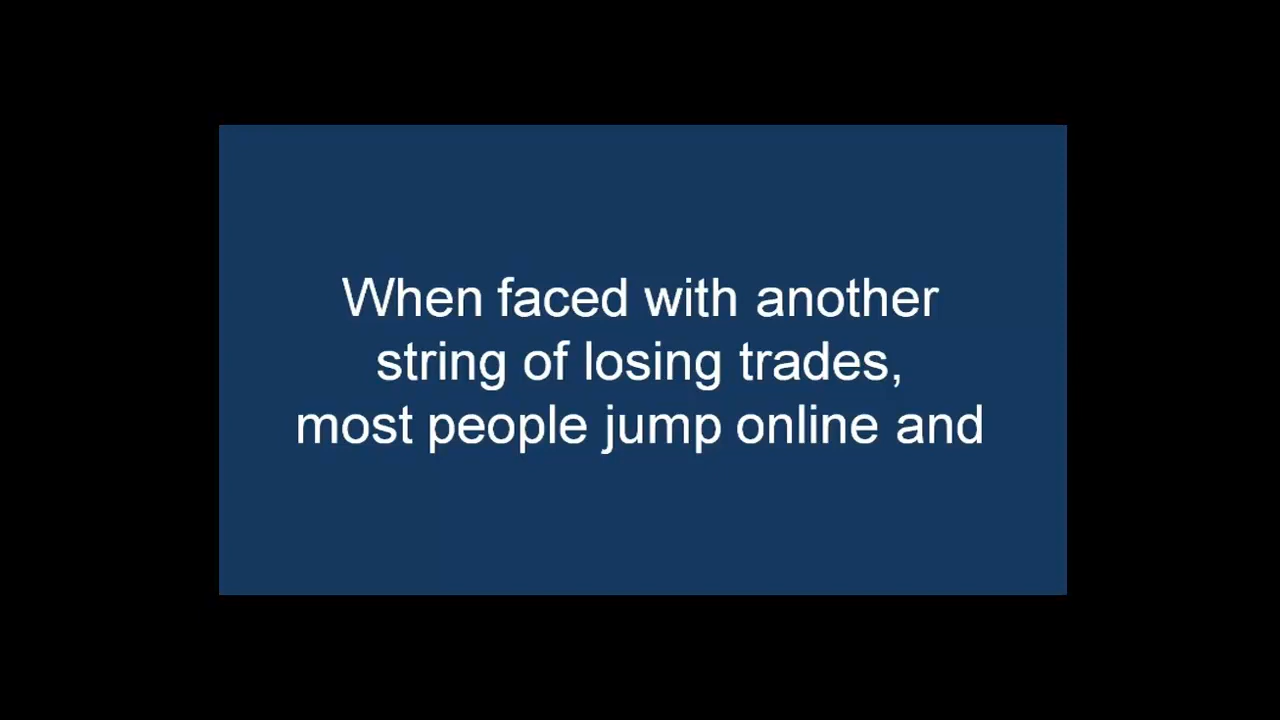 When faced with another
string of losing trades,
most people jump online and